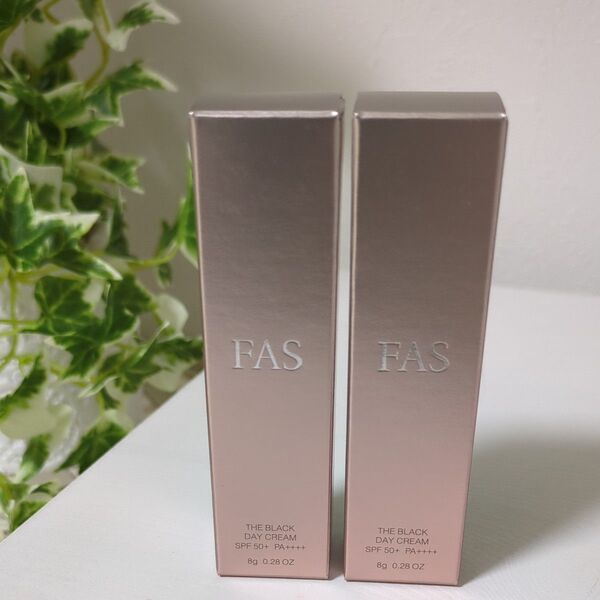 FAS
THE BLACK
DAY CREAM
SPF 50+ PA++++
8g 0.28 OZ
FAS
THE BLACK
DAY CREAM
SPF 50+ PA++++
8g 0.28 OZ